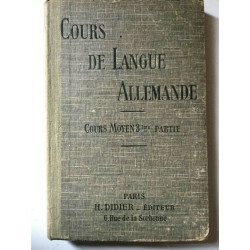 COURS
DE LANGUE
ALLEMANDE
COURS MOYEN 3ÈME PARTIE
PARIS
H. DIDIER - ÉDITEUR
6 Rue de la Sorbonne